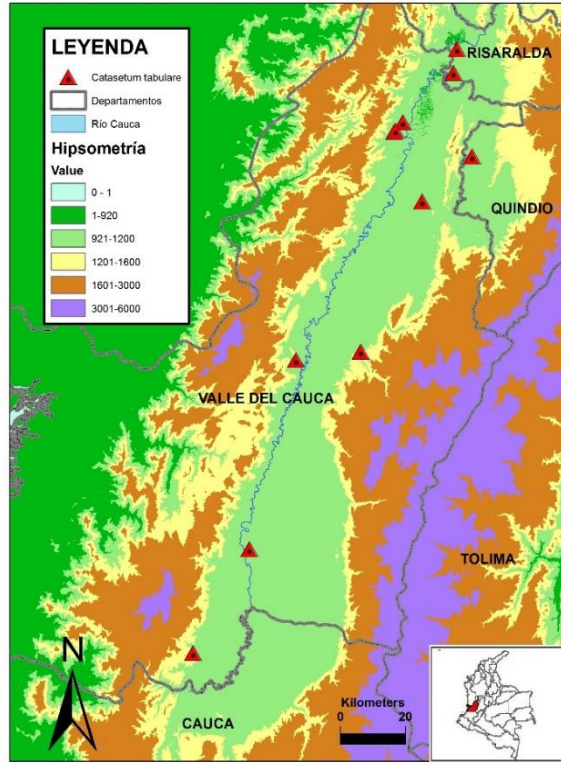 LEYENDA
Catasetum tabulare
Departamentos
Río Cauca
Hipsometría
Value
0 - 1
1-920
921-1200
1201-1600
1601-3000
3001-6000
RISARALDA
QUINDIO
VALLE DEL CAUCA
TOLIMA
CAUCA
N
Kilometers
0 20